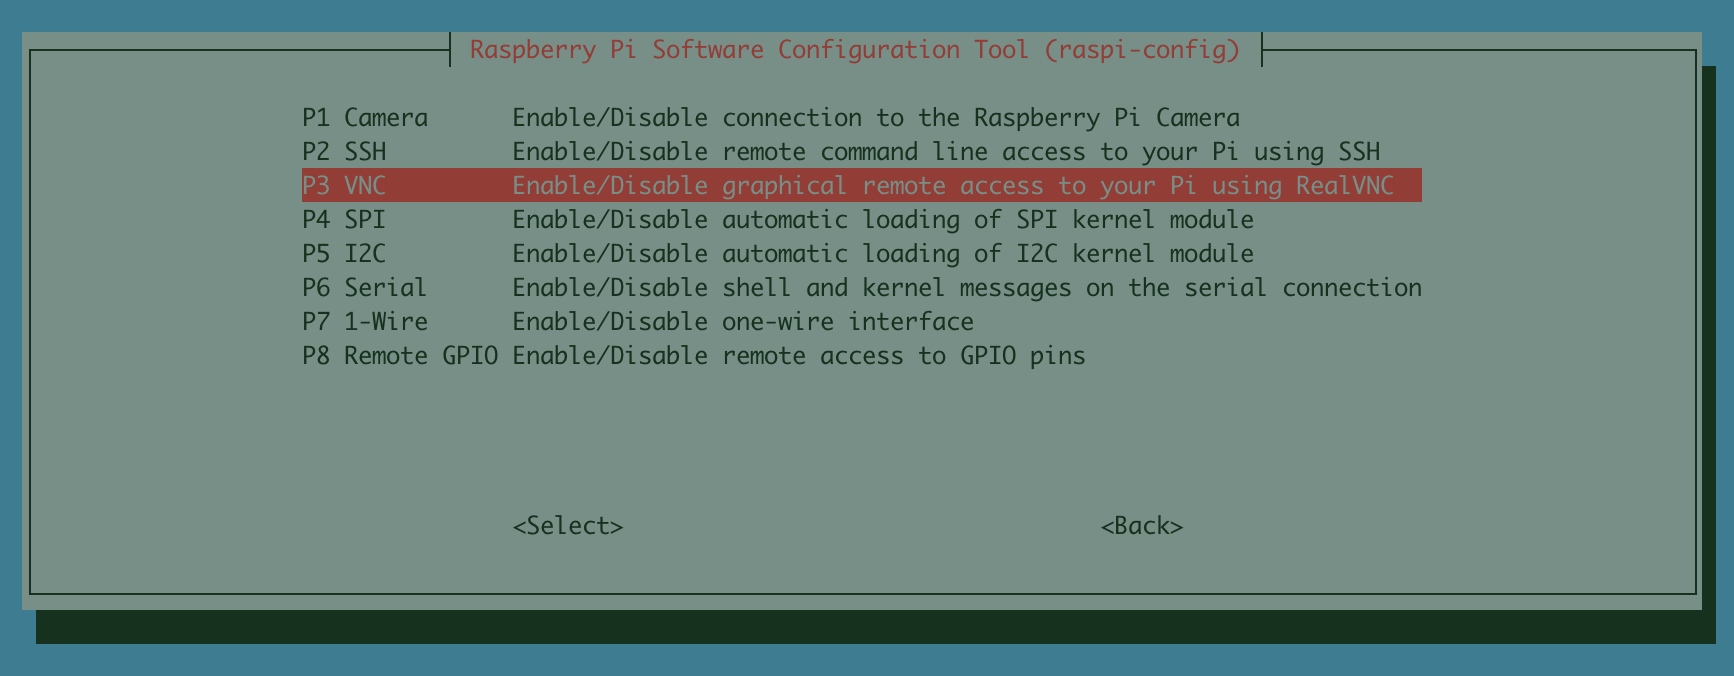 Raspberry Pi Software Configuration Tool (raspi-config)
P1 Camera Enable/Disable connection to the Raspberry Pi Camera
P2 SSH Enable/Disable remote command line access to your Pi using SSH
P3 VNC Enable/Disable graphical remote access to your Pi using RealVNC
P4 SPI Enable/Disable automatic loading of SPI kernel module
P5 I2C Enable/Disable automatic loading of I2C kernel module
P6 Serial Enable/Disable shell and kernel messages on the serial connection
P7 1-Wire Enable/Disable one-wire interface
P8 Remote GPIO Enable/Disable remote access to GPIO pins
<Select> <Back>